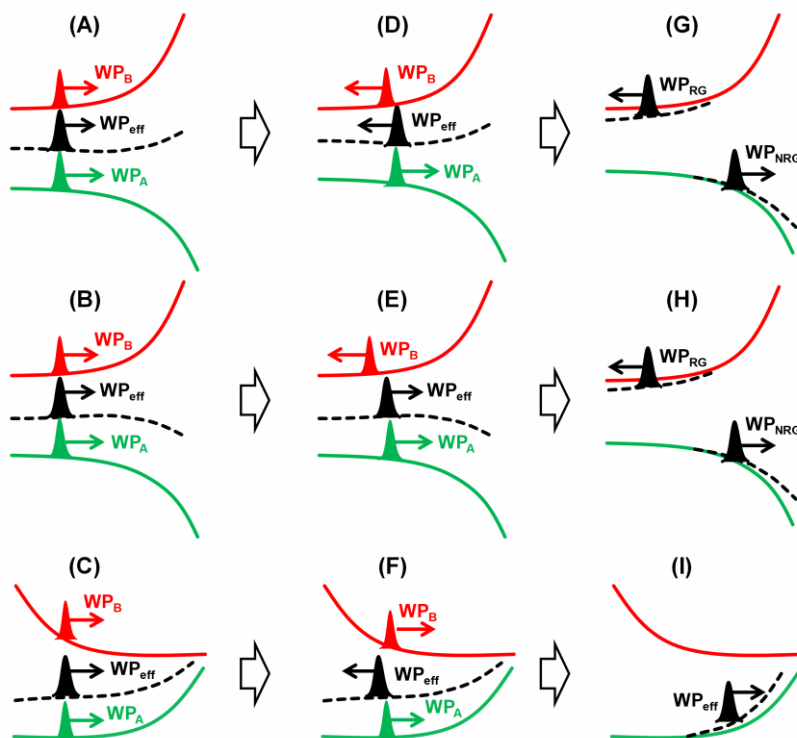 (A) (D) (G)
WP_B WP_B WP_RG
WP_eff WP_eff
WP_A WP_A WP_NRG
(B) (E) (H)
WP_B WP_B WP_RG
WP_eff WP_eff
WP_A WP_A WP_NRG
(C) (F) (I)
WP_B WP_B
WP_eff WP_eff WP_eff
WP_A WP_A